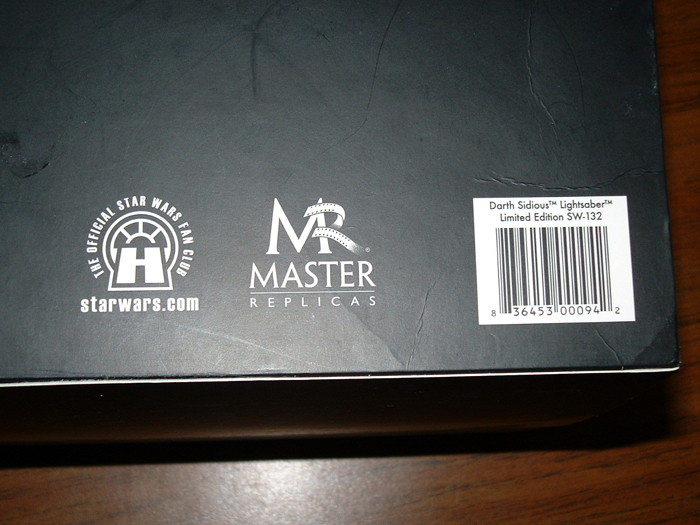 THE OFFICIAL STAR WARS FAN CLUB
H
starwars.com
MR
MASTER
REPLICAS
Darth Sidious™ Lightsaber™
Limited Edition SW-132
8 36453 00094 2